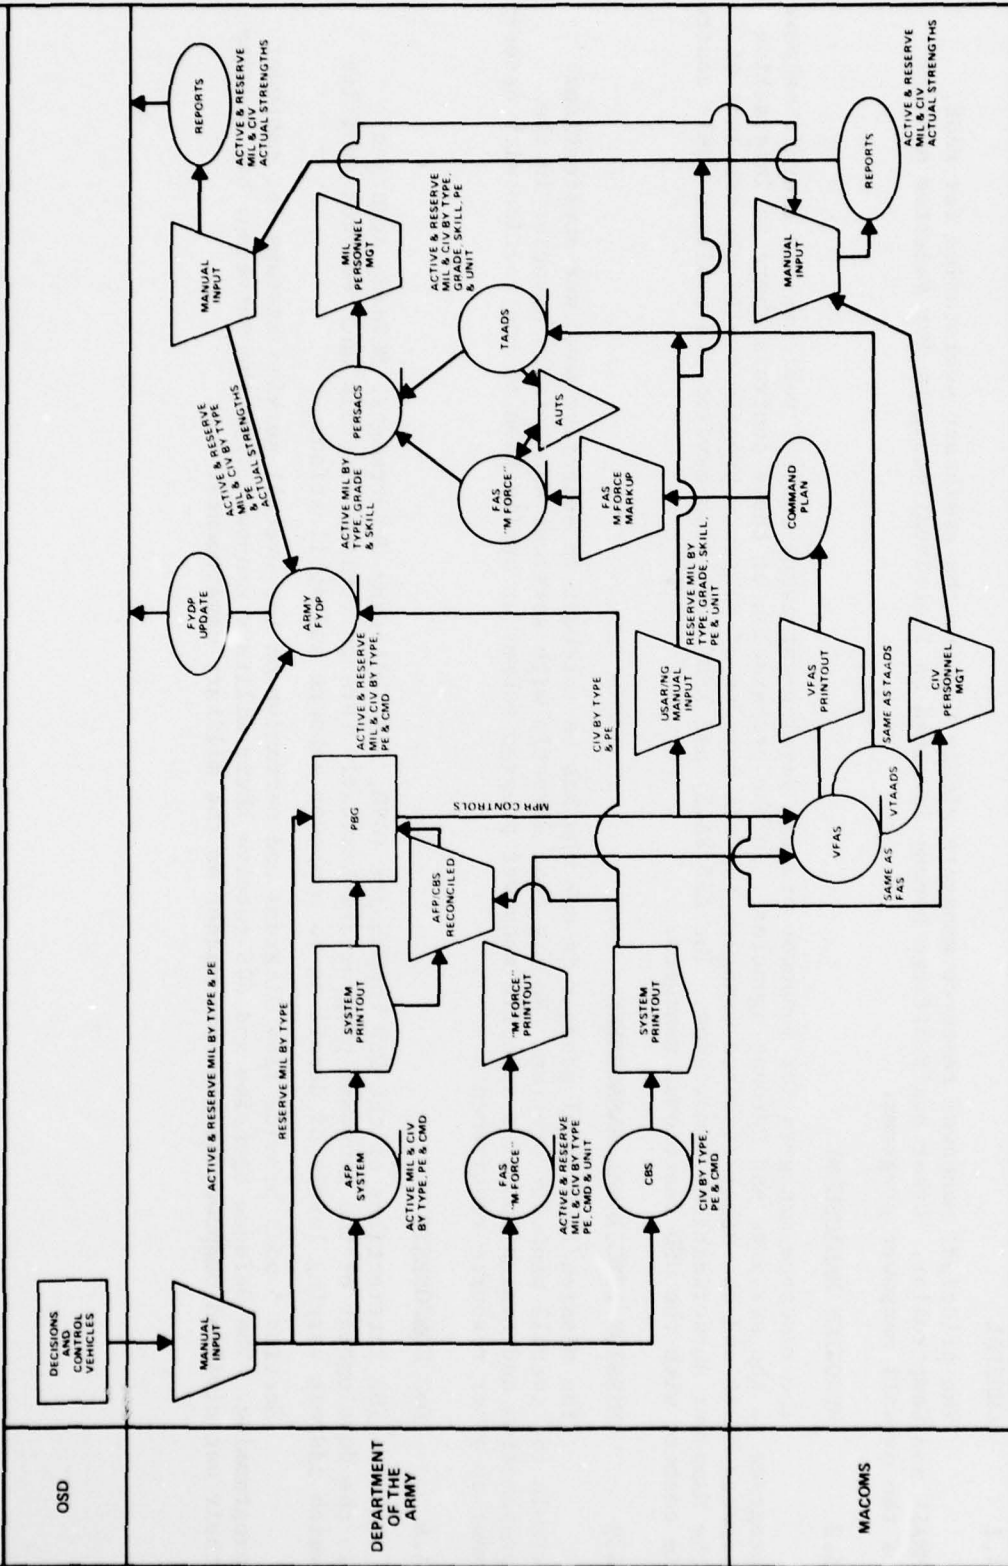 OSD
DECISIONS
AND
CONTROL
VEHICLES
DEPARTMENT
OF THE
ARMY
MANUAL
INPUT
ACTIVE & RESERVE MIL BY TYPE & PE
FYDP
UPDATE
ACTIVE & RESERVE
MIL & CIV BY TYPE
& PE
ACTUAL STRENGTHS
MANUAL
INPUT
REPORTS
ACTIVE & RESERVE
MIL & CIV
ACTUAL STRENGTHS
RESERVE MIL BY TYPE
ARMY
FYDP
ACTIVE & RESERVE
MIL & CIV BY TYPE,
PE & CMD
AFP
SYSTEM
ACTIVE MIL & CIV
BY TYPE, PE & CMD
SYSTEM
PRINTOUT
PBG
AFP/CBS
RECONCILED
ACTIVE MIL BY
TYPE, GRADE
& SKILL
PERSACS
MIL
PERSONNEL
MGT
FAS
"M FORCE"
ACTIVE & RESERVE
MIL & CIV BY TYPE
PE, CMD & UNIT
"M FORCE"
PRINTOUT
MPR CONTROLS
FAS
"M FORCE"
TAADS
ACTIVE & RESERVE
MIL & CIV BY TYPE,
GRADE, SKILL, PE
& UNIT
AUTS
CBS
CIV BY TYPE,
PE & CMD
SYSTEM
PRINTOUT
CIV BY TYPE
& PE
FAS
M FORCE
MARKUP
USAR/NG
MANUAL
INPUT
RESERVE MIL BY
TYPE, GRADE, SKILL,
PE & UNIT
MACOMS
VFAS
SAME AS
FAS
VTAADS
SAME AS TAADS
VFAS
PRINTOUT
COMMAND
PLAN
CIV
PERSONNEL
MGT
MANUAL
INPUT
REPORTS
ACTIVE & RESERVE
MIL & CIV
ACTUAL STRENGTHS